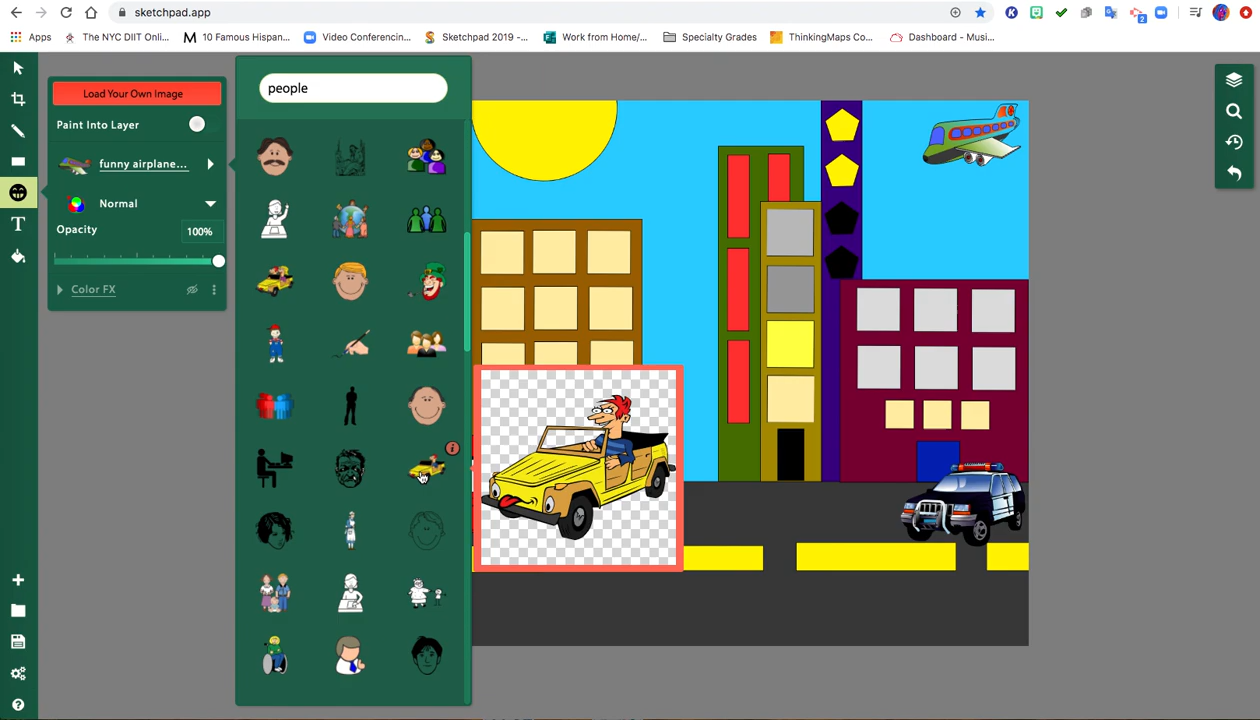 sketchpad.app
Apps
The NYC DIIT Onl...
10 Famous Hispan...
Video Conferencin...
Sketchpad 2019 -...
Work from Home/...
Specialty Grades
ThinkingMaps Co...
Dashboard - Musi...
Load Your Own Image
people
Paint Into Layer
funny airplane...
Normal
Opacity
100%
Color FX